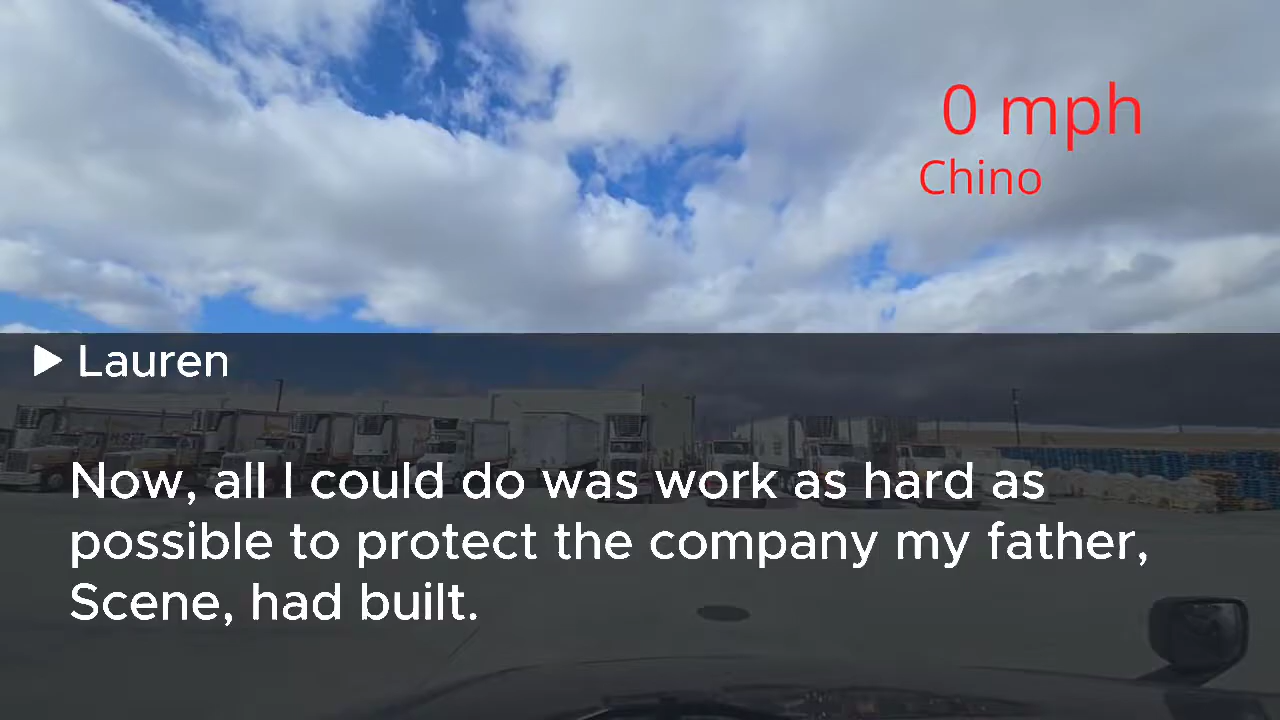 0 mph
Chino
▶ Lauren
Now, all I could do was work as hard as
possible to protect the company my father,
Scene, had built.